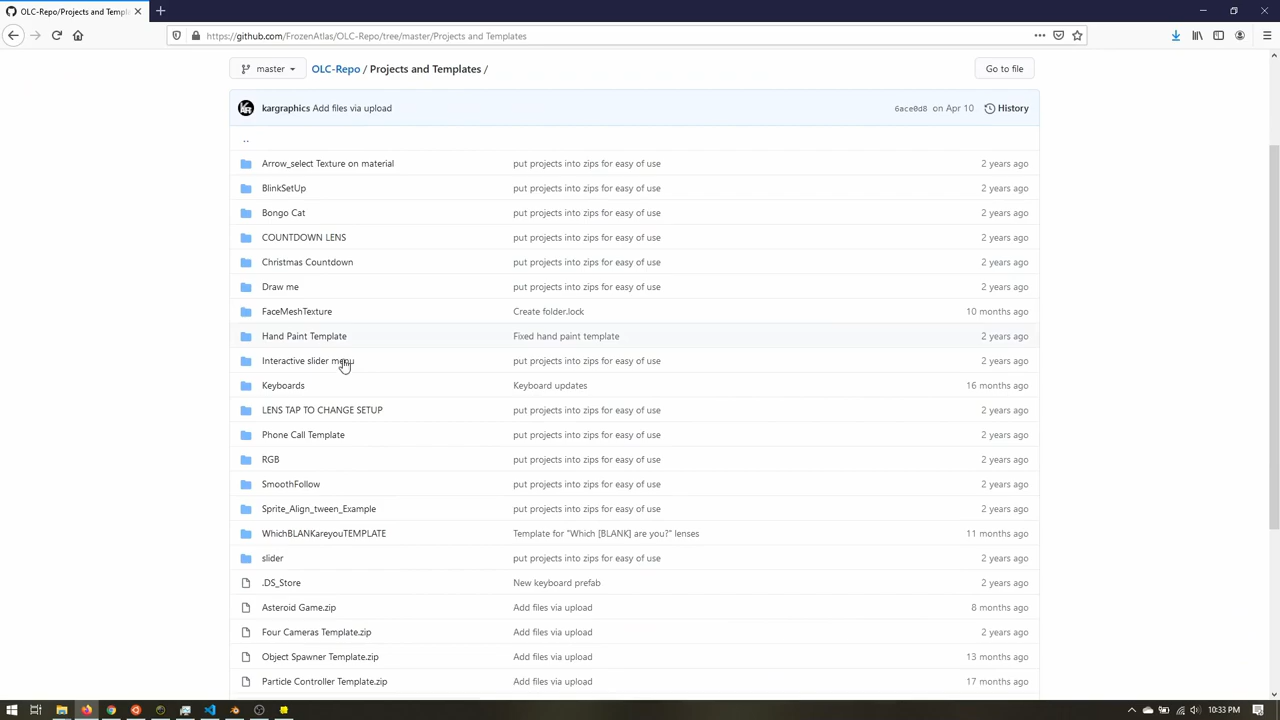 OLC-Repo/Projects and Templa
https://github.com/FrozenAtlas/OLC-Repo/tree/master/Projects and Templates
master OLC-Repo / Projects and Templates / Go to file
kargraphics Add files via upload 6ace0d8 on Apr 10 History
..
Arrow_select Texture on material put projects into zips for easy of use 2 years ago
BlinkSetUp put projects into zips for easy of use 2 years ago
Bongo Cat put projects into zips for easy of use 2 years ago
COUNTDOWN LENS put projects into zips for easy of use 2 years ago
Christmas Countdown put projects into zips for easy of use 2 years ago
Draw me put projects into zips for easy of use 2 years ago
FaceMeshTexture Create folder.lock 10 months ago
Hand Paint Template Fixed hand paint template 2 years ago
Interactive slider menu put projects into zips for easy of use 2 years ago
Keyboards Keyboard updates 16 months ago
LENS TAP TO CHANGE SETUP put projects into zips for easy of use 2 years ago
Phone Call Template put projects into zips for easy of use 2 years ago
RGB put projects into zips for easy of use 2 years ago
SmoothFollow put projects into zips for easy of use 2 years ago
Sprite_Align_tween_Example put projects into zips for easy of use 2 years ago
WhichBLANKareyouTEMPLATE Template for "Which [BLANK] are you?" lenses 11 months ago
slider put projects into zips for easy of use 2 years ago
.DS_Store New keyboard prefab 2 years ago
Asteroid Game.zip Add files via upload 8 months ago
Four Cameras Template.zip Add files via upload 2 years ago
Object Spawner Template.zip Add files via upload 13 months ago
Particle Controller Template.zip Add files via upload 17 months ago
10:33 PM